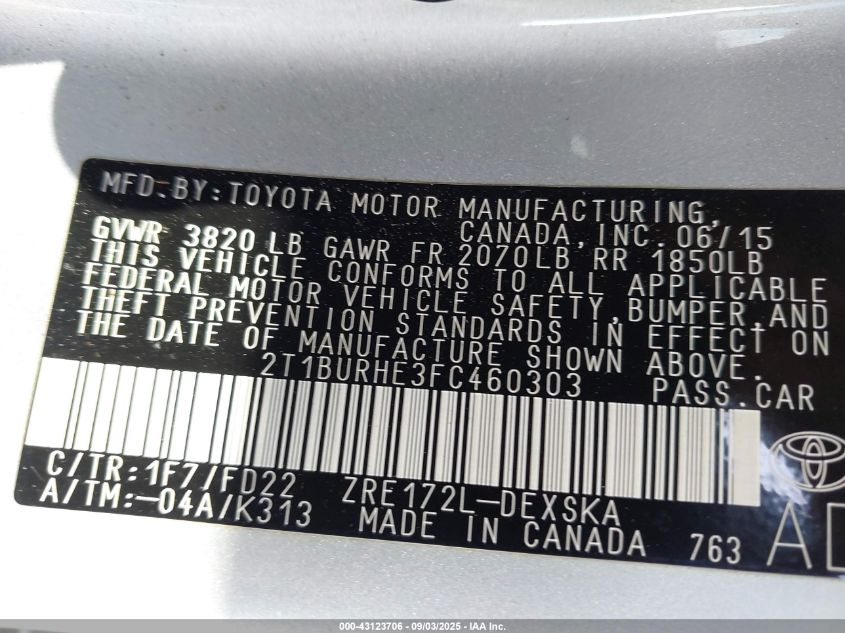 MFD.BY:TOYOTA MOTOR MANUFACTURING,
CANADA,INC. 06/15
GVWR 3820 LB GAWR FR 2070LB RR 1850LB
THIS VEHICLE CONFORMS TO ALL APPLICABLE
FEDERAL MOTOR VEHICLE SAFETY,BUMPER,AND
THEFT PREVENTION STANDARDS IN EFFECT ON
THE DATE OF MANUFACTURE SHOWN ABOVE.
2T1BURHE3FC460303 PASS.CAR
C/TR:1F7/FD22 ZRE172L-DEXSKA
A/TM:-04A/K313 MADE IN CANADA 763 A
000-43123706 - 09/03/2025 - IAA Inc.